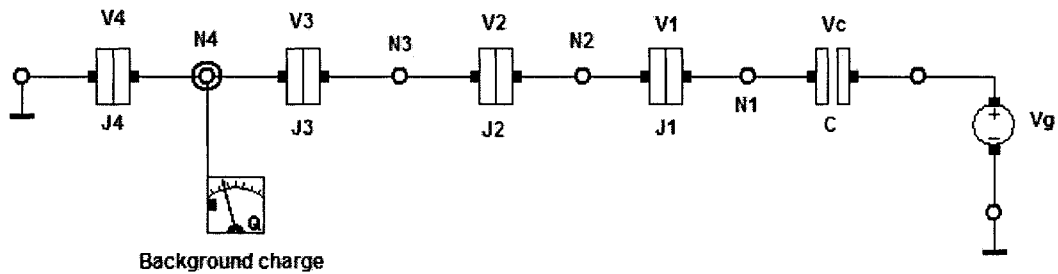 V4
N4
V3
N3
V2
N2
V1
Vc
J4
J3
J2
J1
N1
C
+
−
Vg
Q
Background charge